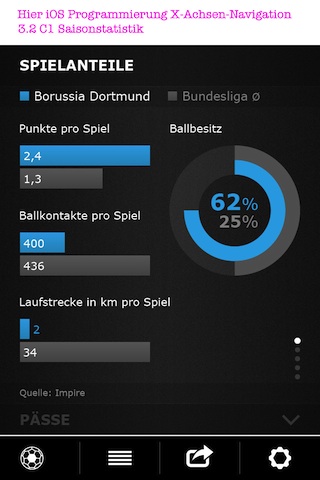 Hier iOS Programmierung X-Achsen-Navigation
3.2 C1 Saisonstatistik
SPIELANTEILE
Borussia Dortmund Bundesliga Ø
Punkte pro Spiel
2,4
1,3
Ballbesitz
62%
25%
Ballkontakte pro Spiel
400
436
Laufstrecke in km pro Spiel
2
34
Quelle: Impire
PÄSSE